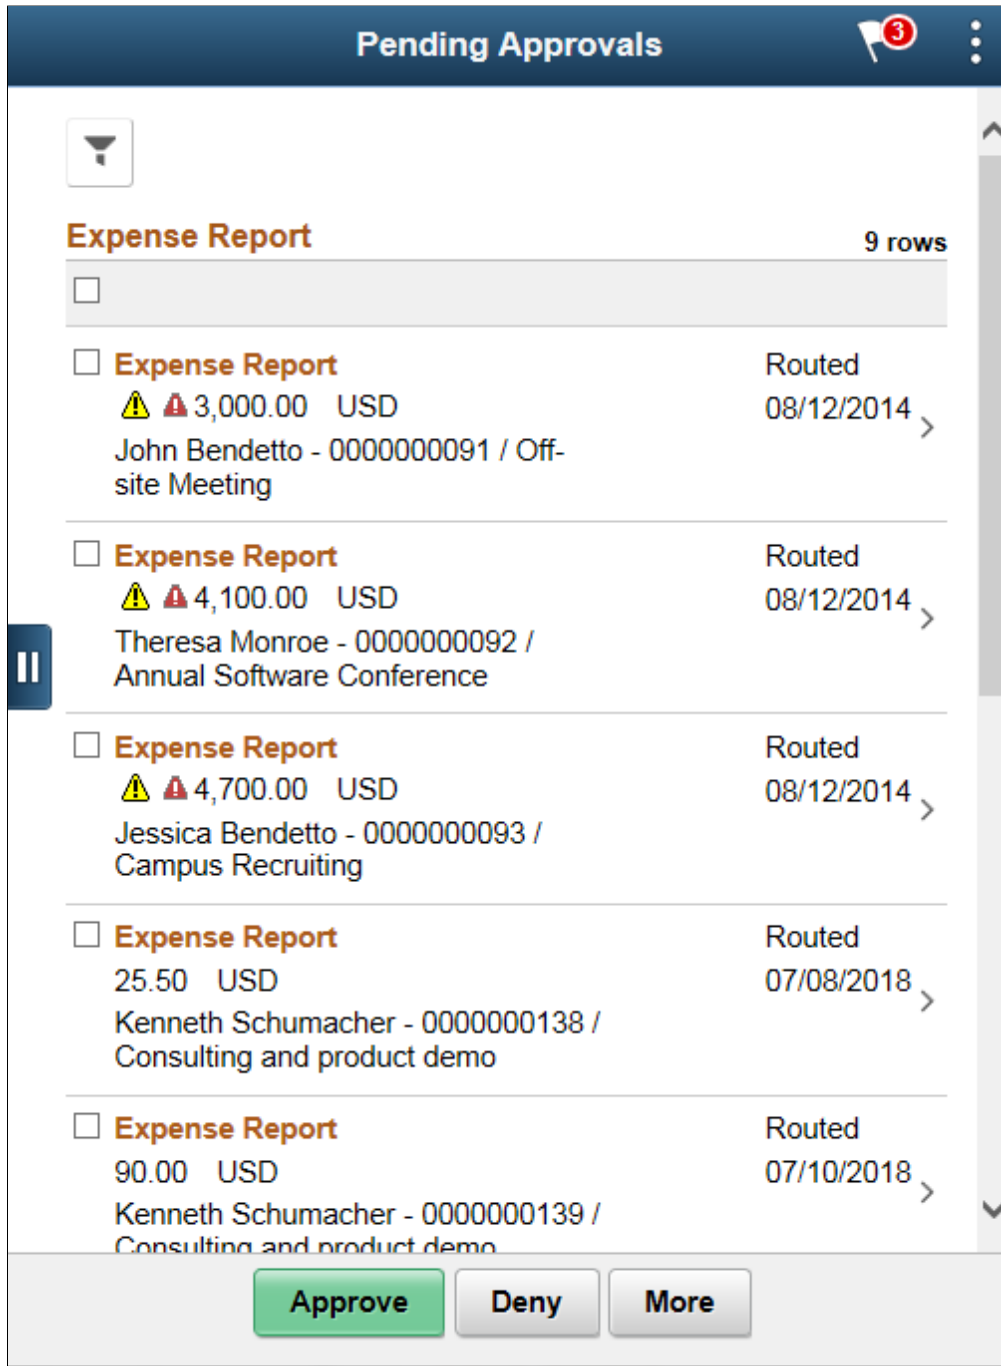 Pending Approvals
3
Expense Report
9 rows
Expense Report
Routed
3,000.00 USD
08/12/2014
John Bendetto - 0000000091 / Off-
site Meeting
Expense Report
Routed
4,100.00 USD
08/12/2014
Theresa Monroe - 0000000092 /
Annual Software Conference
Expense Report
Routed
4,700.00 USD
08/12/2014
Jessica Bendetto - 0000000093 /
Campus Recruiting
Expense Report
Routed
25.50 USD
07/08/2018
Kenneth Schumacher - 0000000138 /
Consulting and product demo
Expense Report
Routed
90.00 USD
07/10/2018
Kenneth Schumacher - 0000000139 /
Consulting and product demo
Approve
Deny
More